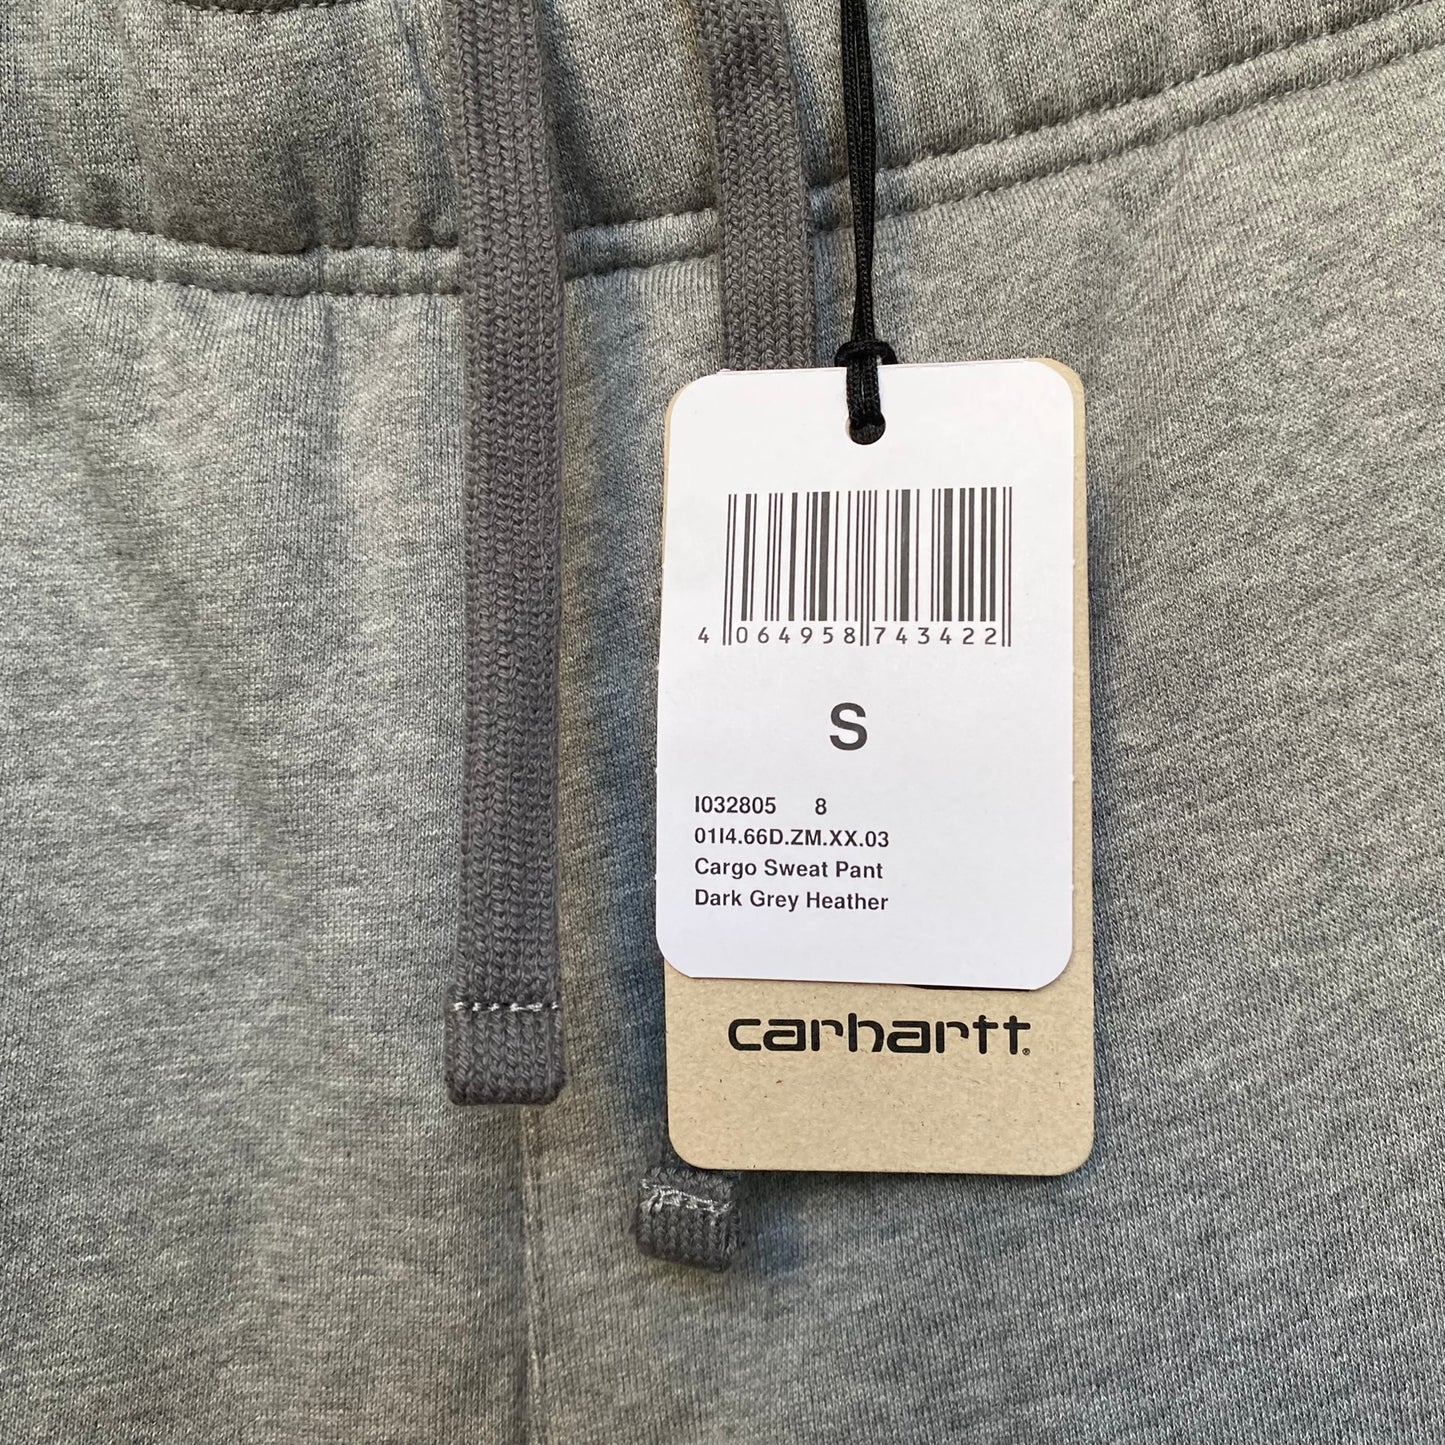 4 064958 743422
S
I032805 8
01I4.66D.ZM.XX.03
Cargo Sweat Pant
Dark Grey Heather
carhartt®